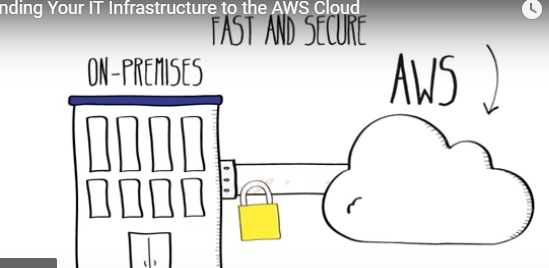 nding Your IT Infrastructure to the AWS Cloud
FAST AND SECURE
ON-PREMISES
AWS